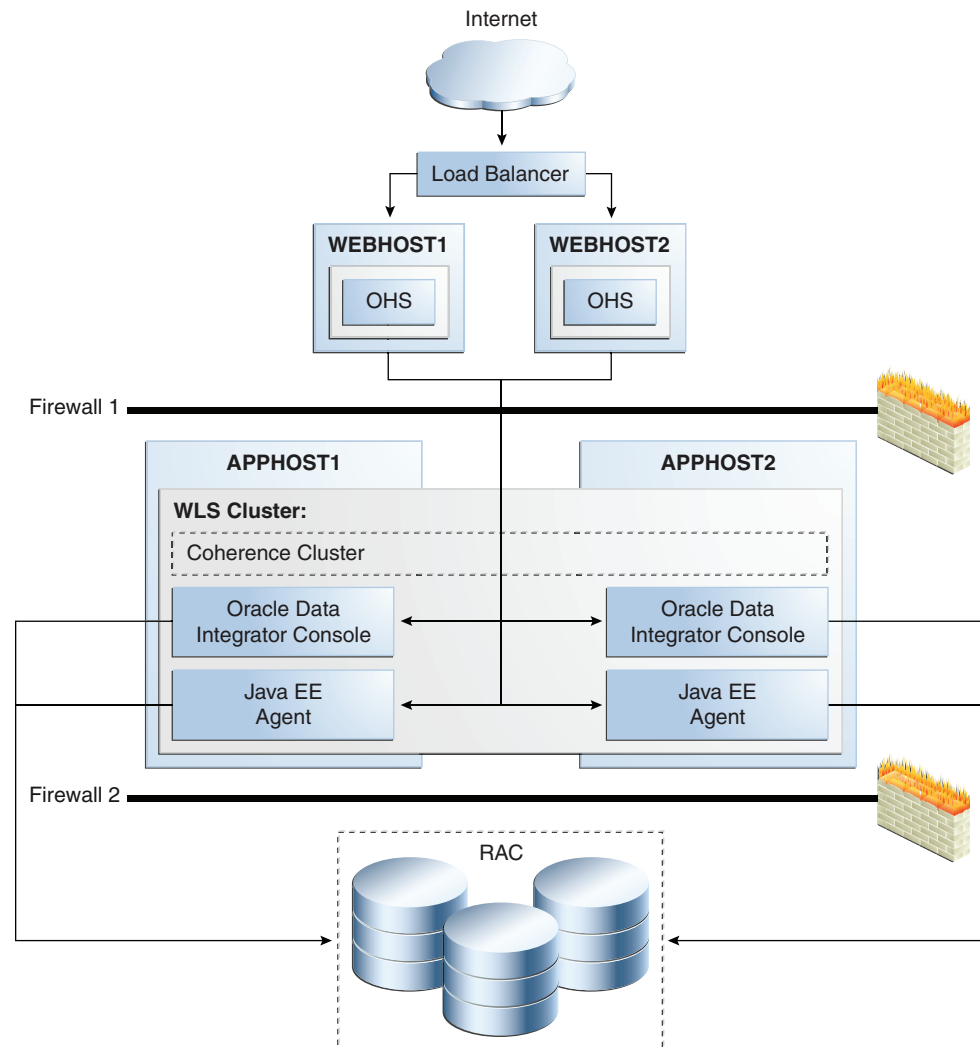 Internet
Load Balancer
WEBHOST1
WEBHOST2
OHS
OHS
Firewall 1
APPHOST1
APPHOST2
WLS Cluster:
Coherence Cluster
Oracle Data
Integrator Console
Oracle Data
Integrator Console
Java EE
Agent
Java EE
Agent
Firewall 2
RAC